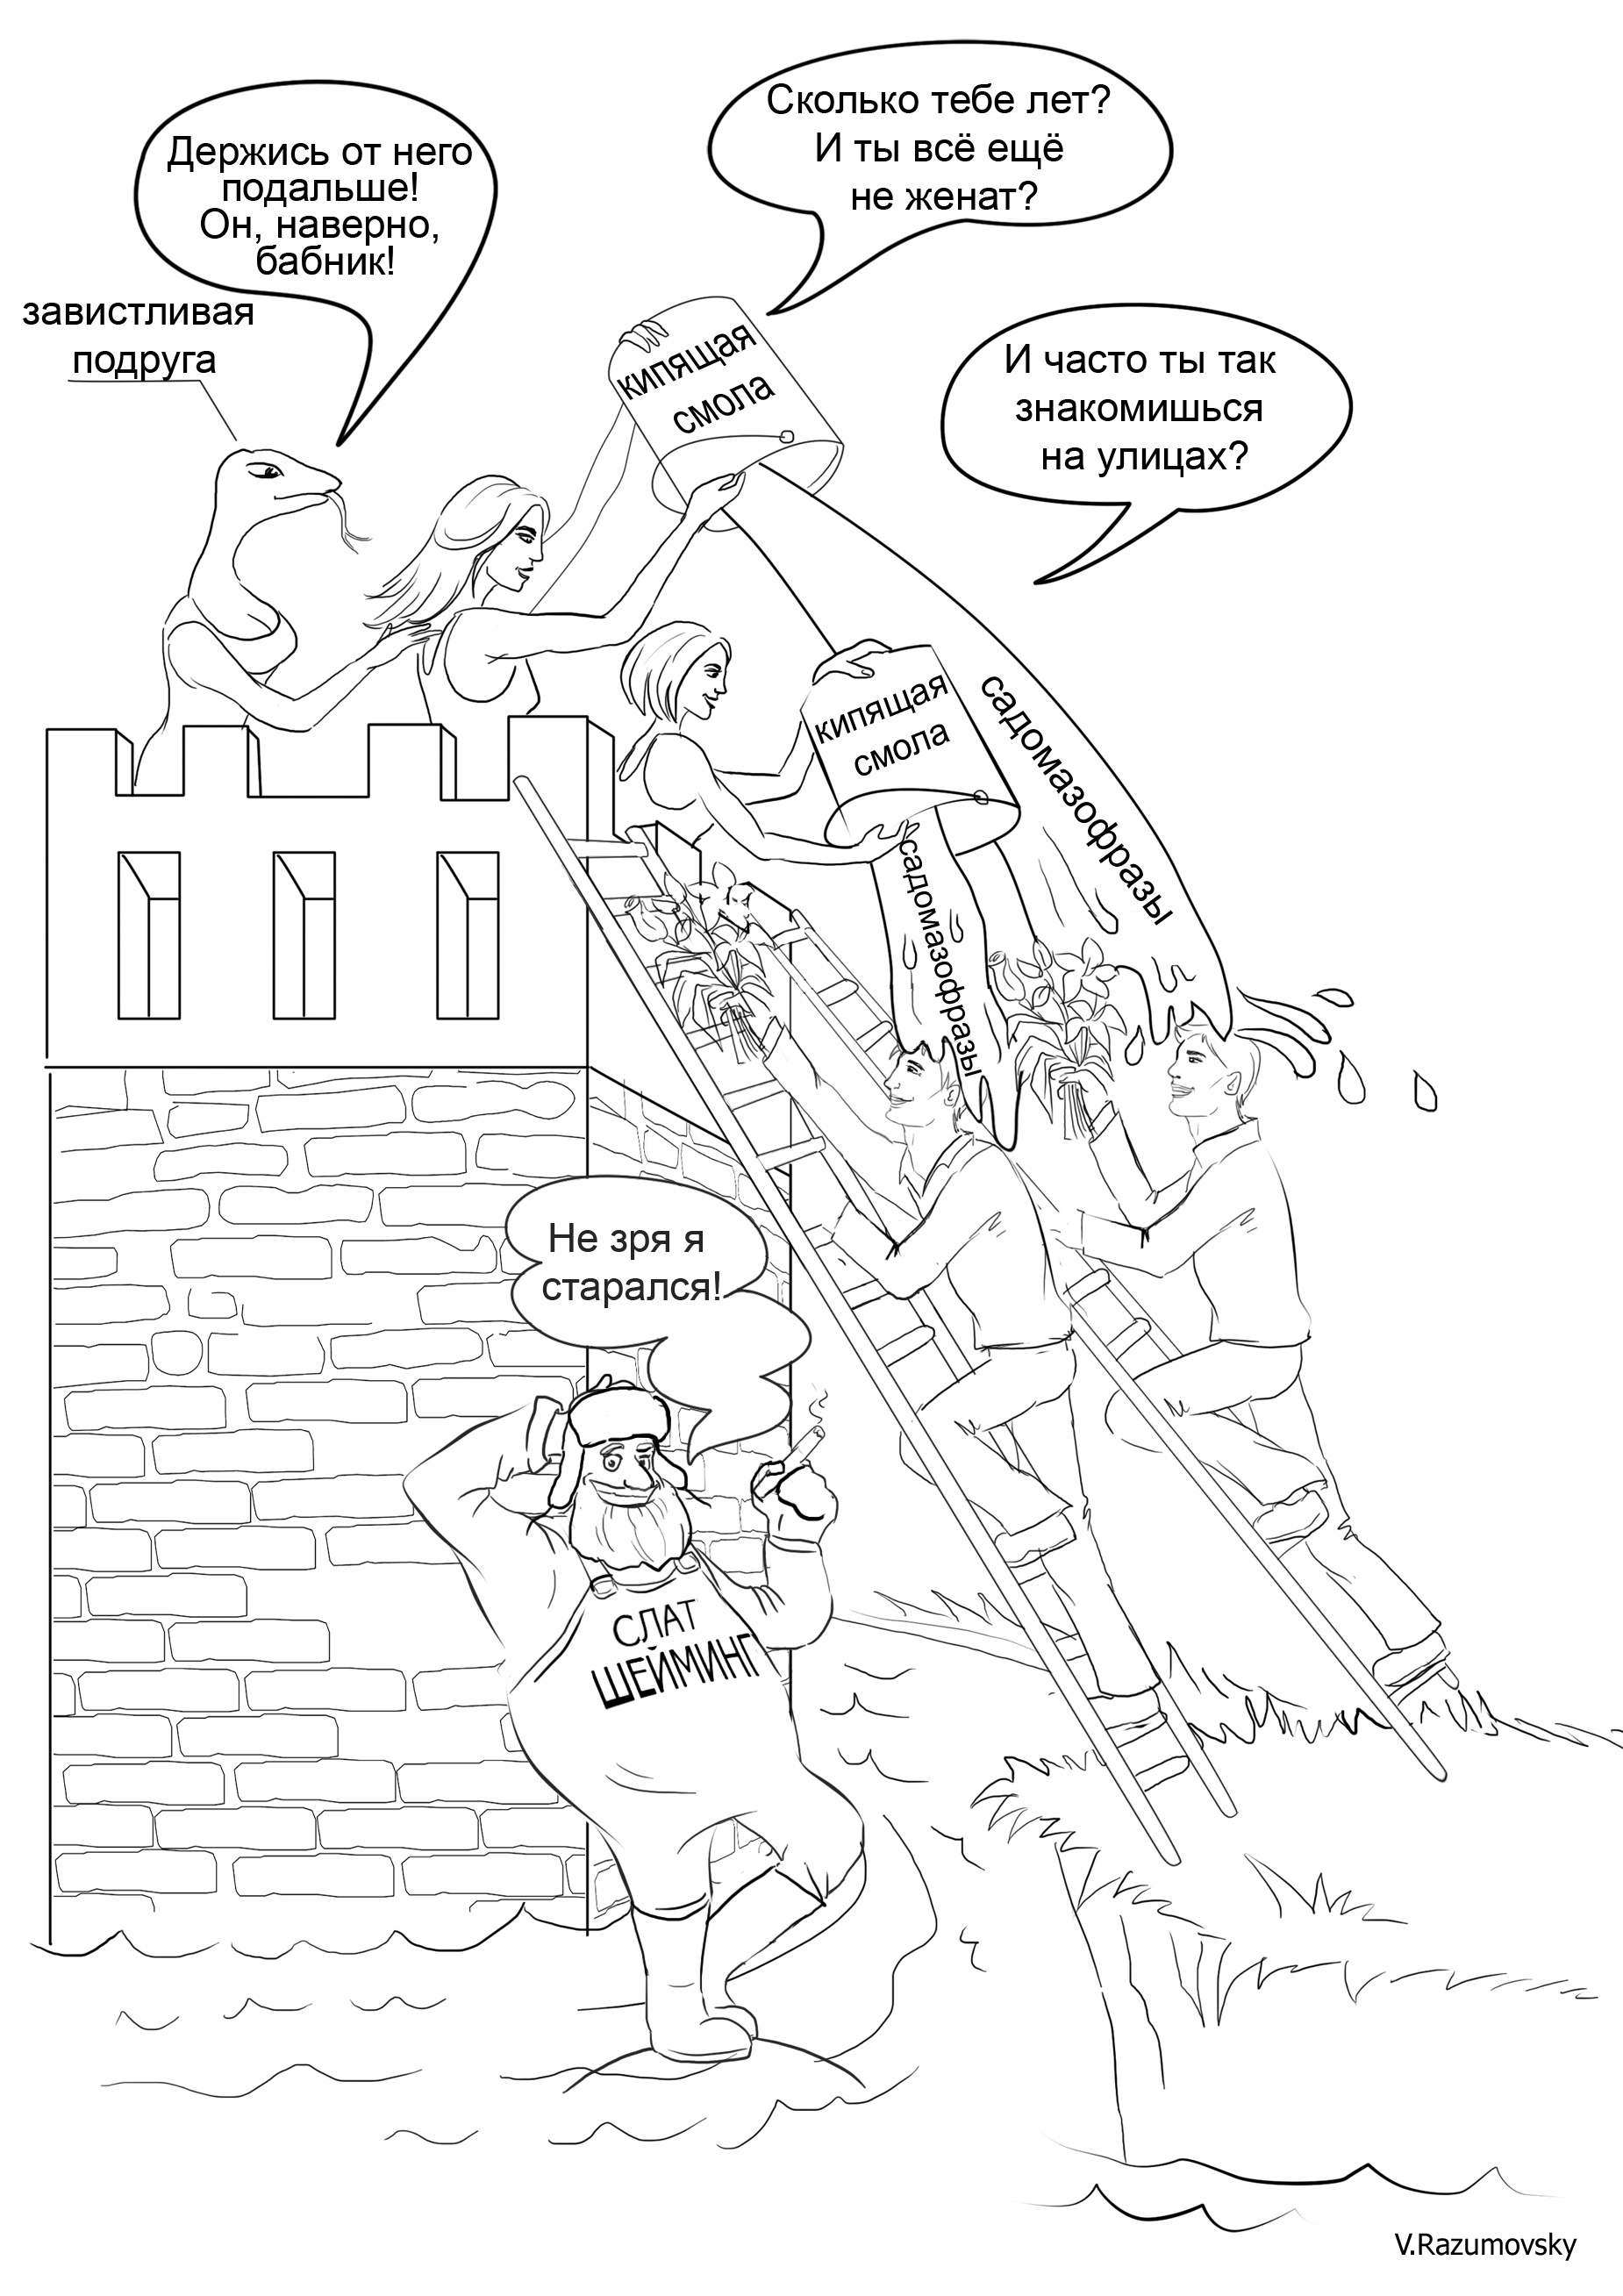 Сколько тебе лет?
И ты всё ещё
не женат?
Держись от него
подальше!
Он, наверно,
бабник!
завистливая
подруга
И часто ты так
знакомишься
на улицах?
кипящая
смола
кипящая
смола
садомазофразы
садомазофразы
Не зря я
старался!
СЛАТ
ШЕЙМИНГ
V.Razumovsky